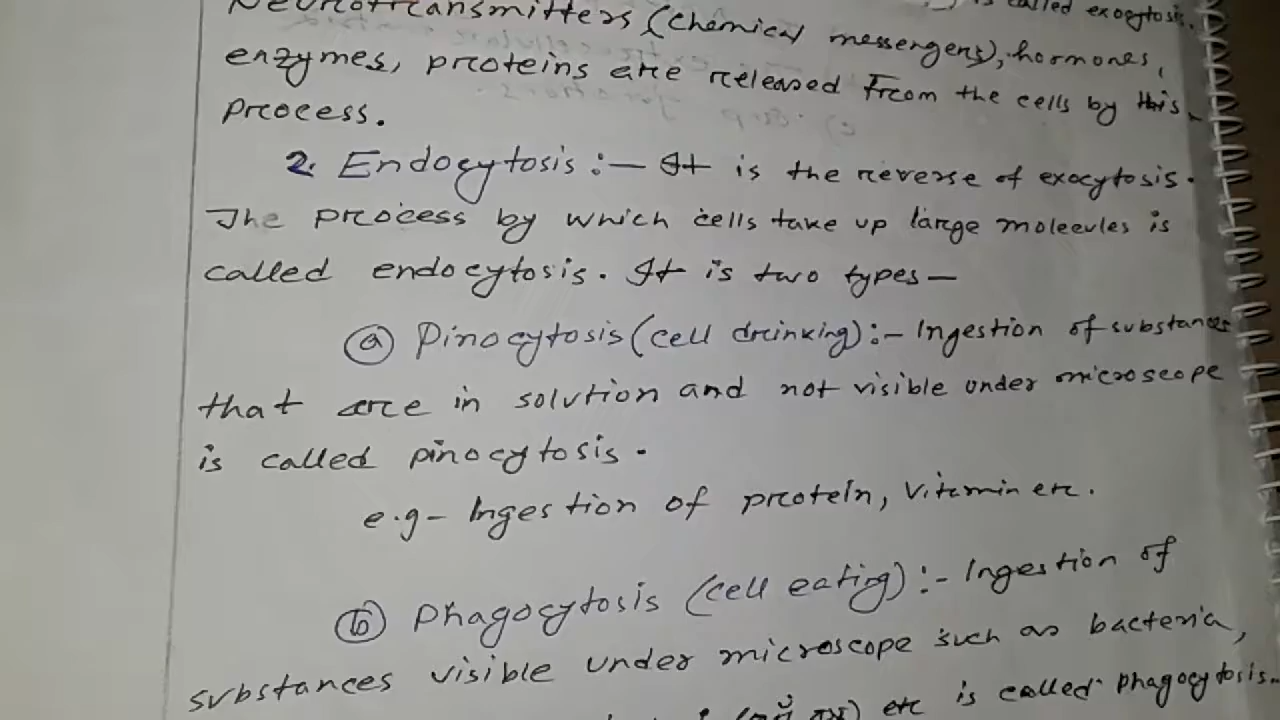 is called exocytosis.
Neurotransmitters (chemical messengers), hormones,
enzymes, proteins are released from the cells by this
process.
2. Endocytosis :— It is the reverse of exocytosis.
The process by which cells take up large molecules is
called endocytosis. It is two types—
(a) Pinocytosis (cell drinking) :- Ingestion of substances
that are in solution and not visible under microscope
is called pinocytosis.
e.g- Ingestion of protein, vitamin etc.
(b) Phagocytosis (cell eating) :- Ingestion of
substances visible under microscope such as bacteria,
etc is called phagocytosis.